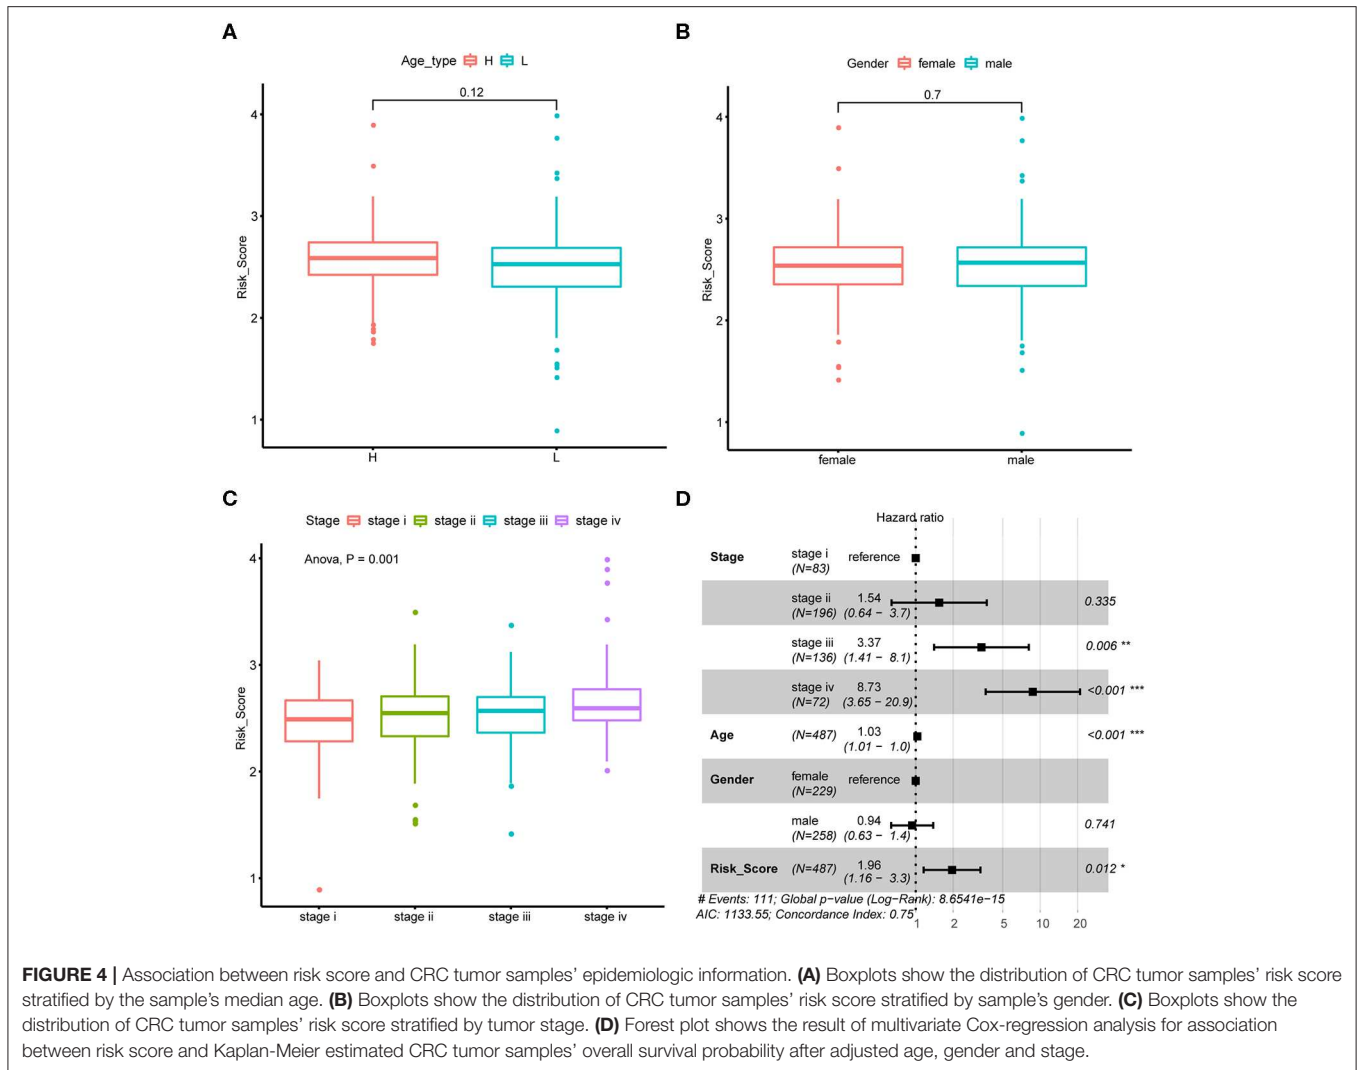 A
Age_type H L
0.12
4
3
2
1
Risk_Score
H L
B
Gender female male
0.7
4
3
2
1
Risk_Score
female male
C
Stage stage i stage ii stage iii stage iv
Anova, P = 0.001
4
3
2
1
Risk_Score
stage i stage ii stage iii stage iv
D
Hazard ratio
Stage stage i reference
(N=83)
stage ii 1.54 0.335
(N=196) (0.64 − 3.7)
stage iii 3.37 0.006 **
(N=136) (1.41 − 8.1)
stage iv 8.73 <0.001 ***
(N=72) (3.65 − 20.9)
Age (N=487) 1.03 <0.001 ***
(1.01 − 1.0)
Gender female reference
(N=229)
male 0.94 0.741
(N=258) (0.63 − 1.4)
Risk_Score (N=487) 1.96 0.012 *
(1.16 − 3.3)
# Events: 111; Global p−value (Log−Rank): 8.6541e−15
AIC: 1133.55; Concordance Index: 0.75
1 2 5 10 20
FIGURE 4 | Association between risk score and CRC tumor samples’ epidemiologic information. (A) Boxplots show the distribution of CRC tumor samples’ risk score
stratified by the sample’s median age. (B) Boxplots show the distribution of CRC tumor samples’ risk score stratified by sample’s gender. (C) Boxplots show the
distribution of CRC tumor samples’ risk score stratified by tumor stage. (D) Forest plot shows the result of multivariate Cox-regression analysis for association
between risk score and Kaplan-Meier estimated CRC tumor samples’ overall survival probability after adjusted age, gender and stage.